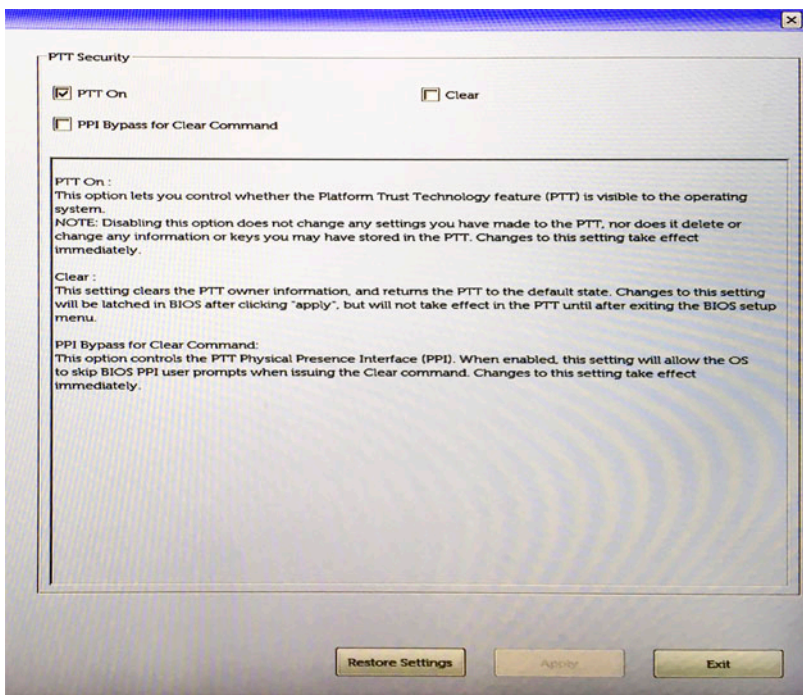 PTT Security
PTT On
Clear
PPI Bypass for Clear Command
PTT On :
This option lets you control whether the Platform Trust Technology feature (PTT) is visible to the operating
system.
NOTE: Disabling this option does not change any settings you have made to the PTT, nor does it delete or
change any information or keys you may have stored in the PTT. Changes to this setting take effect
immediately.
Clear :
This setting clears the PTT owner information, and returns the PTT to the default state. Changes to this setting
will be latched in BIOS after clicking "apply", but will not take effect in the PTT until after exiting the BIOS setup
menu.
PPI Bypass for Clear Command:
This option controls the PTT Physical Presence Interface (PPI). When enabled, this setting will allow the OS
to skip BIOS PPI user prompts when issuing the Clear command. Changes to this setting take effect
immediately.
Restore Settings
Apply
Exit